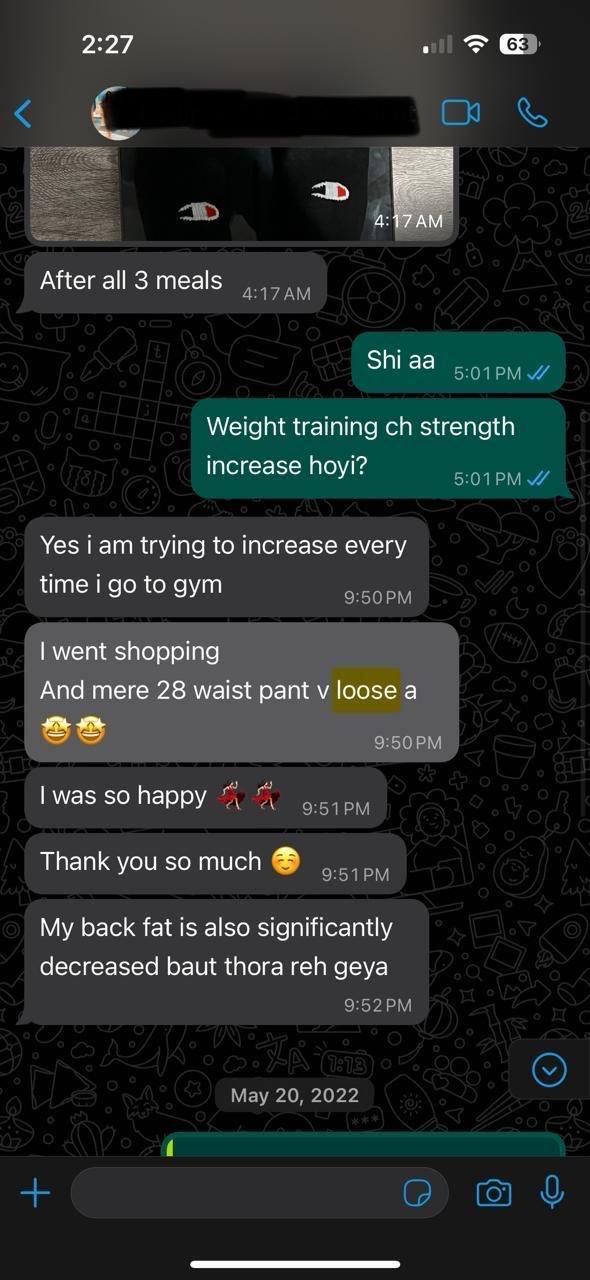 2:27
63
4:17 AM
After all 3 meals
4:17 AM
Shi aa
5:01 PM
Weight training ch strength
increase hoyi?
5:01 PM
Yes i am trying to increase every
time i go to gym
9:50 PM
I went shopping
And mere 28 waist pant v loose a
🤩🤩
9:50 PM
I was so happy 💃💃
9:51 PM
Thank you so much ☺️
9:51 PM
My back fat is also significantly
decreased baut thora reh geya
9:52 PM
May 20, 2022